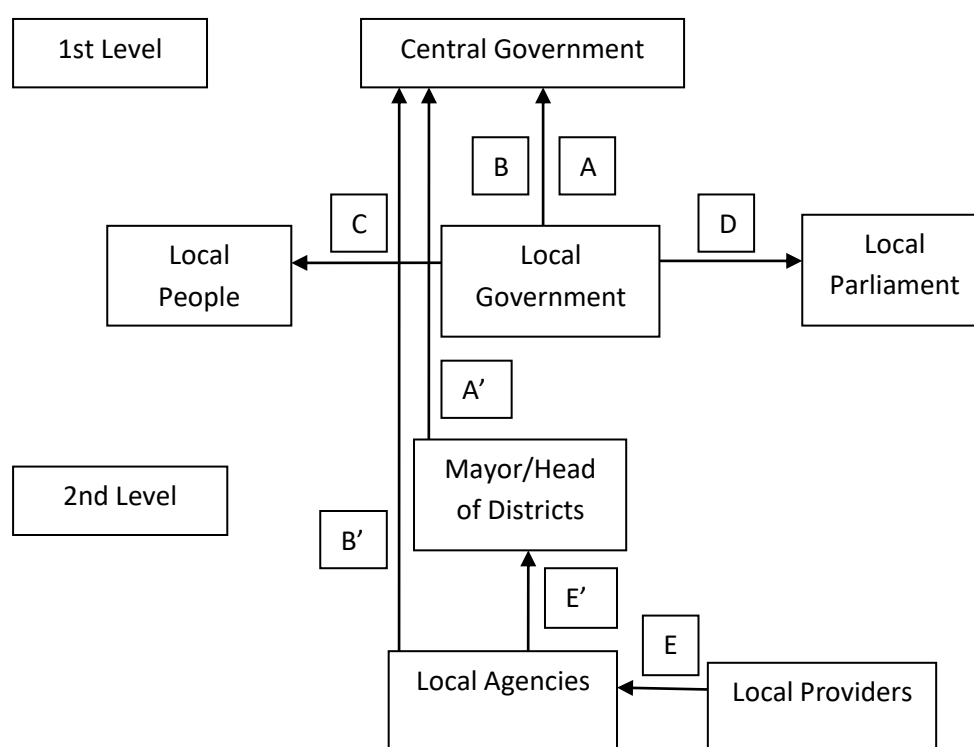 1st Level
Central Government
B
A
C
D
Local
People
Local
Government
Local
Parliament
A’
Mayor/Head
of Districts
2nd Level
B’
E’
E
Local Agencies
Local Providers